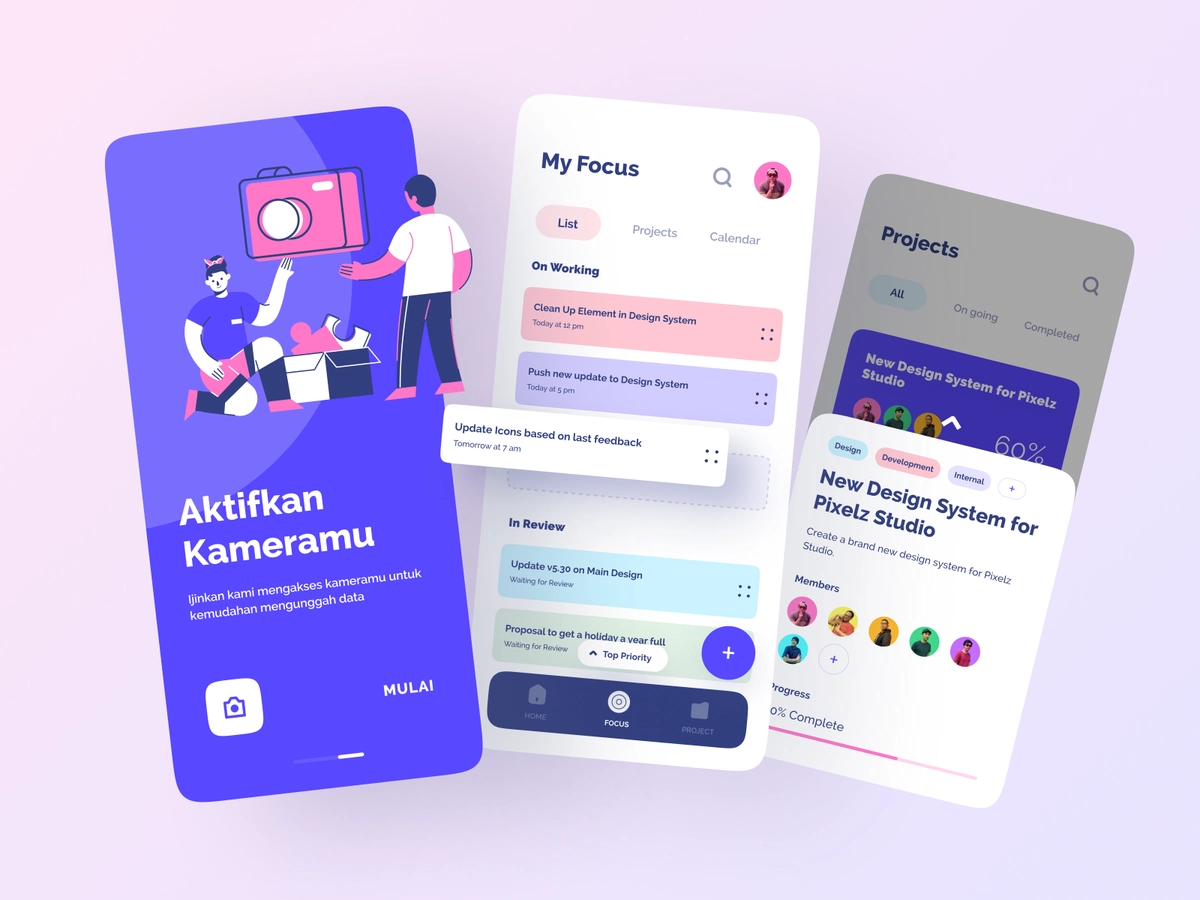 Aktifkan
Kameramu
Ijinkan kami mengakses kameramu untuk
kemudahan mengunggah data
MULAI
My Focus
List
Projects
Calendar
On Working
Clean Up Element in Design System
Today at 12 pm
Push new update to Design System
Today at 5 pm
Update Icons based on last feedback
Tomorrow at 7 am
In Review
Update v5.30 on Main Design
Waiting for Review
Proposal to get a holiday a year full
Waiting for Review
Top Priority
+
HOME
FOCUS
PROJECT
Projects
All
On going
Completed
New Design System for Pixelz
Studio
60%
Design
Development
Internal
+
New Design System for
Pixelz Studio
Create a brand new design system for Pixelz
Studio.
Members
+
Progress
0% Complete